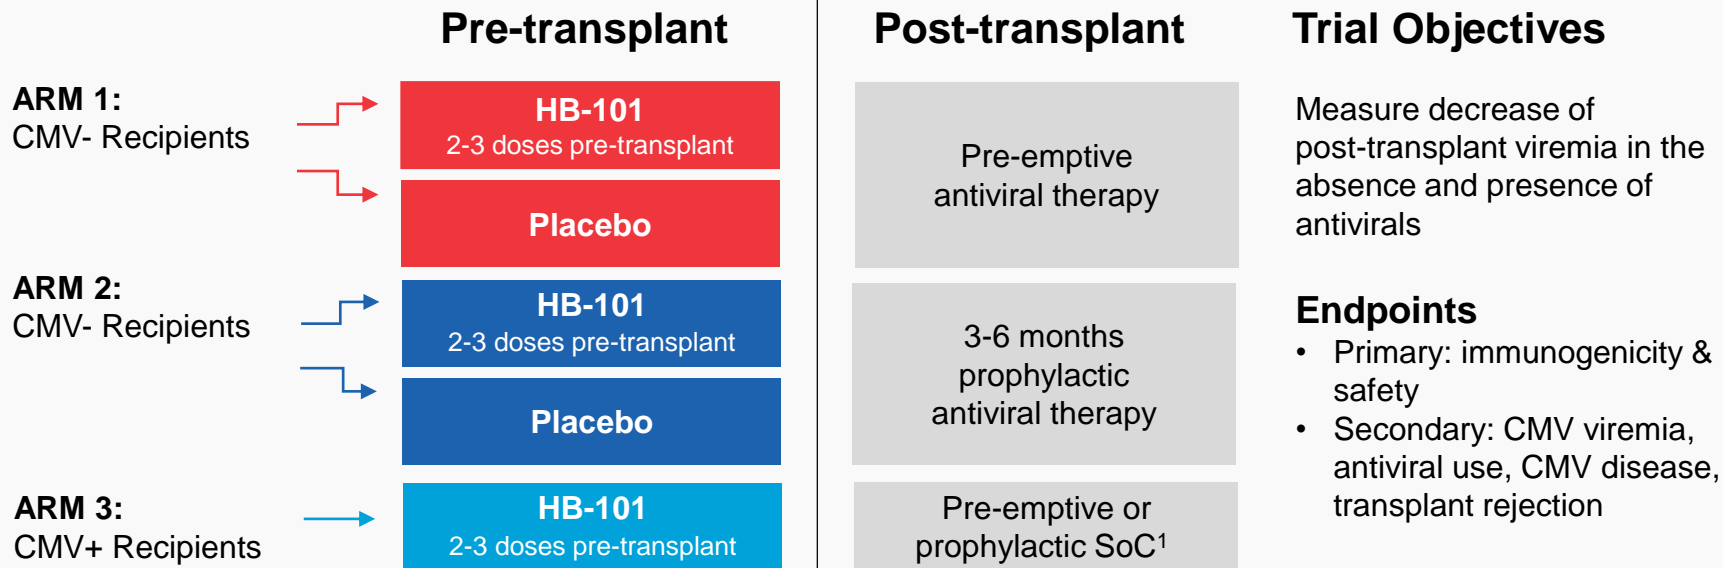 Pre-transplant
Post-transplant
Trial Objectives
ARM 1:
CMV- Recipients
HB-101
2-3 doses pre-transplant
Placebo
Pre-emptive
antiviral therapy
Measure decrease of
post-transplant viremia in the
absence and presence of
antivirals
ARM 2:
CMV- Recipients
HB-101
2-3 doses pre-transplant
Placebo
3-6 months
prophylactic
antiviral therapy
Endpoints
• Primary: immunogenicity &
safety
• Secondary: CMV viremia,
antiviral use, CMV disease,
transplant rejection
ARM 3:
CMV+ Recipients
HB-101
2-3 doses pre-transplant
Pre-emptive or
prophylactic SoC¹